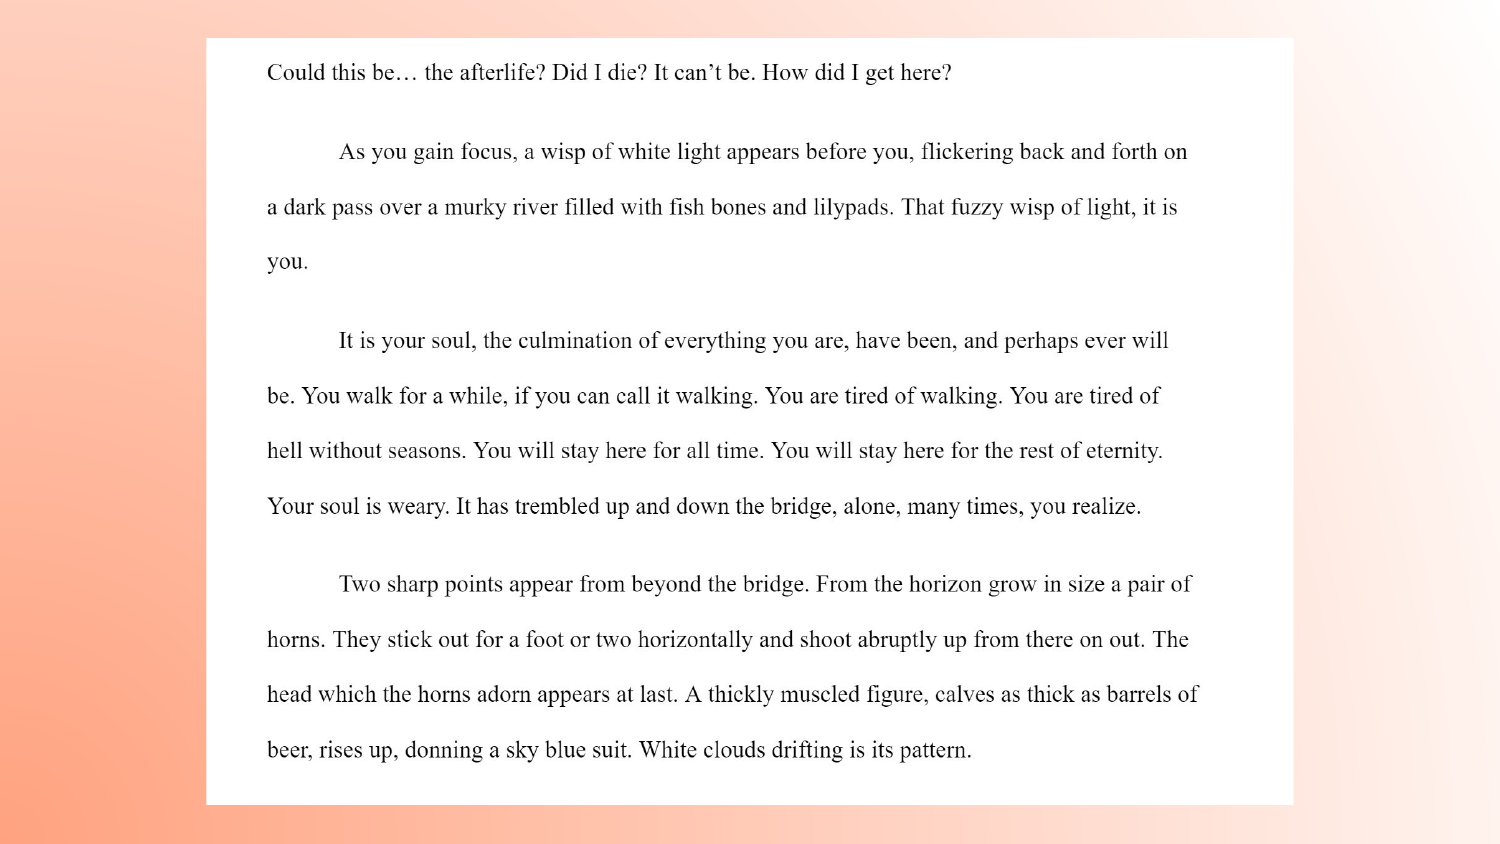 Could this be… the afterlife? Did I die? It can’t be. How did I get here?
As you gain focus, a wisp of white light appears before you, flickering back and forth on
a dark pass over a murky river filled with fish bones and lilypads. That fuzzy wisp of light, it is
you.
It is your soul, the culmination of everything you are, have been, and perhaps ever will
be. You walk for a while, if you can call it walking. You are tired of walking. You are tired of
hell without seasons. You will stay here for all time. You will stay here for the rest of eternity.
Your soul is weary. It has trembled up and down the bridge, alone, many times, you realize.
Two sharp points appear from beyond the bridge. From the horizon grow in size a pair of
horns. They stick out for a foot or two horizontally and shoot abruptly up from there on out. The
head which the horns adorn appears at last. A thickly muscled figure, calves as thick as barrels of
beer, rises up, donning a sky blue suit. White clouds drifting is its pattern.